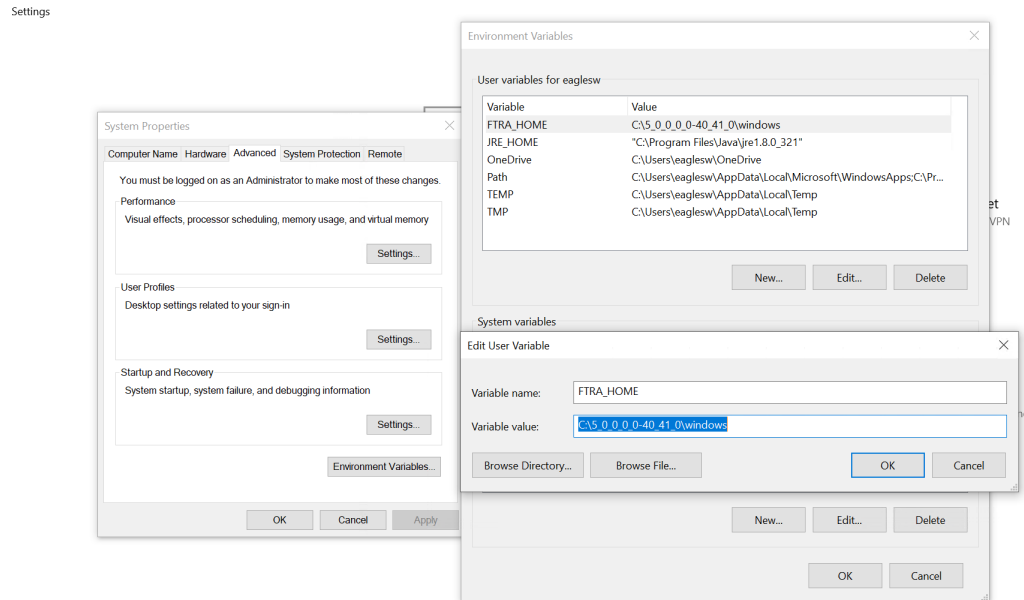 Settings
System Properties
Computer Name Hardware Advanced System Protection Remote
You must be logged on as an Administrator to make most of these changes.
Performance
Visual effects, processor scheduling, memory usage, and virtual memory
Settings...
User Profiles
Desktop settings related to your sign-in
Settings...
Startup and Recovery
System startup, system failure, and debugging information
Settings...
Environment Variables...
OK Cancel Apply
Environment Variables
User variables for eaglesw
Variable Value
FTRA_HOME C:\5_0_0_0_0-40_41_0\windows
JRE_HOME "C:\Program Files\Java\jre1.8.0_321"
OneDrive C:\Users\eaglesw\OneDrive
Path C:\Users\eaglesw\AppData\Local\Microsoft\WindowsApps;C:\Pr...
TEMP C:\Users\eaglesw\AppData\Local\Temp
TMP C:\Users\eaglesw\AppData\Local\Temp
New... Edit... Delete
System variables
Edit User Variable
Variable name: FTRA_HOME
Variable value: C:\5_0_0_0_0-40_41_0\windows
Browse Directory... Browse File... OK Cancel
New... Edit... Delete
OK Cancel
et
VPN